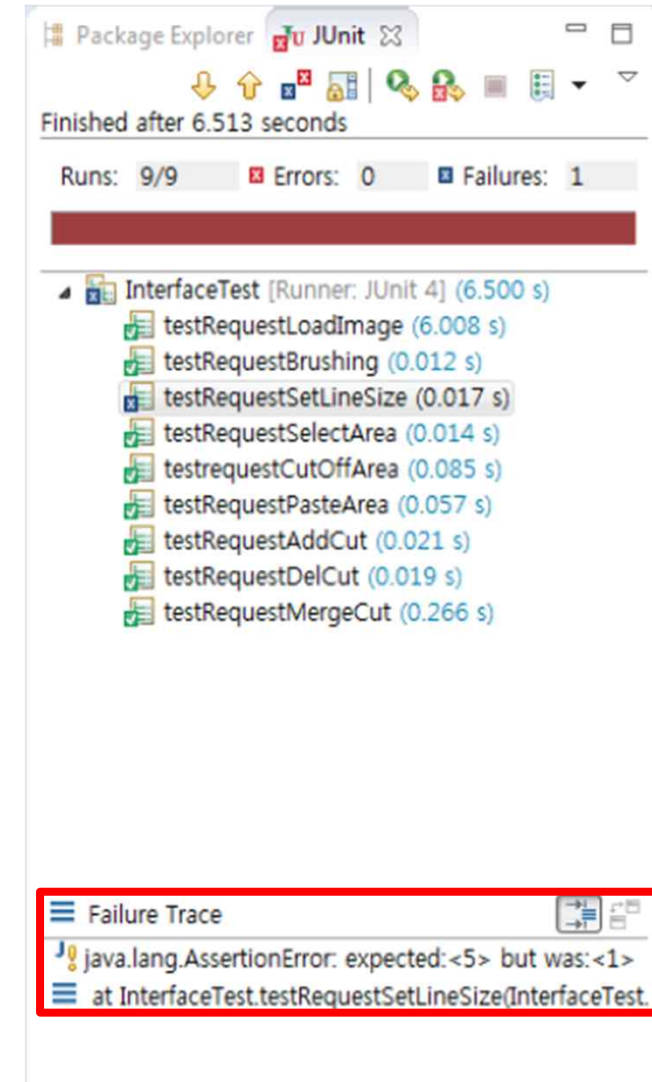 Package Explorer JUnit
Finished after 6.513 seconds
Runs: 9/9 Errors: 0 Failures: 1
InterfaceTest [Runner: JUnit 4] (6.500 s)
testRequestLoadImage (6.008 s)
testRequestBrushing (0.012 s)
testRequestSetLineSize (0.017 s)
testRequestSelectArea (0.014 s)
testrequestCutOffArea (0.085 s)
testRequestPasteArea (0.057 s)
testRequestAddCut (0.021 s)
testRequestDelCut (0.019 s)
testRequestMergeCut (0.266 s)
Failure Trace
java.lang.AssertionError: expected:<5> but was:<1>
at InterfaceTest.testRequestSetLineSize(InterfaceTest.